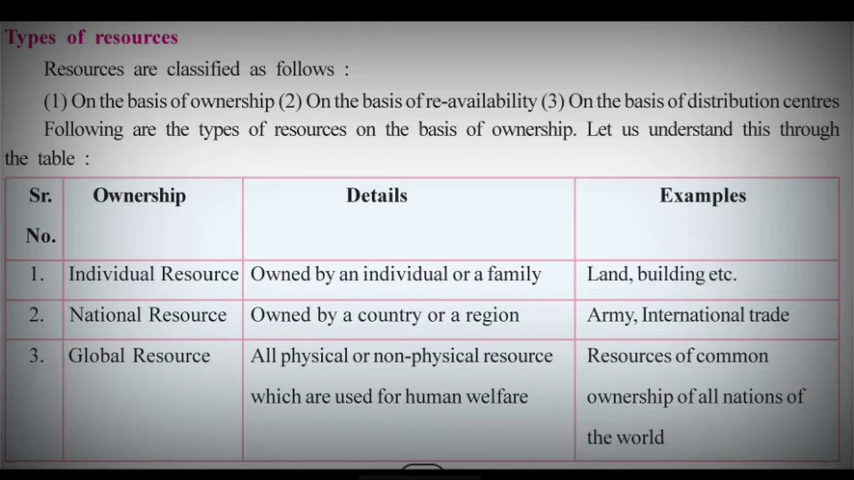 Types of resources
Resources are classified as follows :
(1) On the basis of ownership (2) On the basis of re-availability (3) On the basis of distribution centres
Following are the types of resources on the basis of ownership. Let us understand this through
the table :
Sr. No.
Ownership
Details
Examples
1.
Individual Resource
Owned by an individual or a family
Land, building etc.
2.
National Resource
Owned by a country or a region
Army, International trade
3.
Global Resource
All physical or non-physical resource
which are used for human welfare
Resources of common
ownership of all nations of
the world